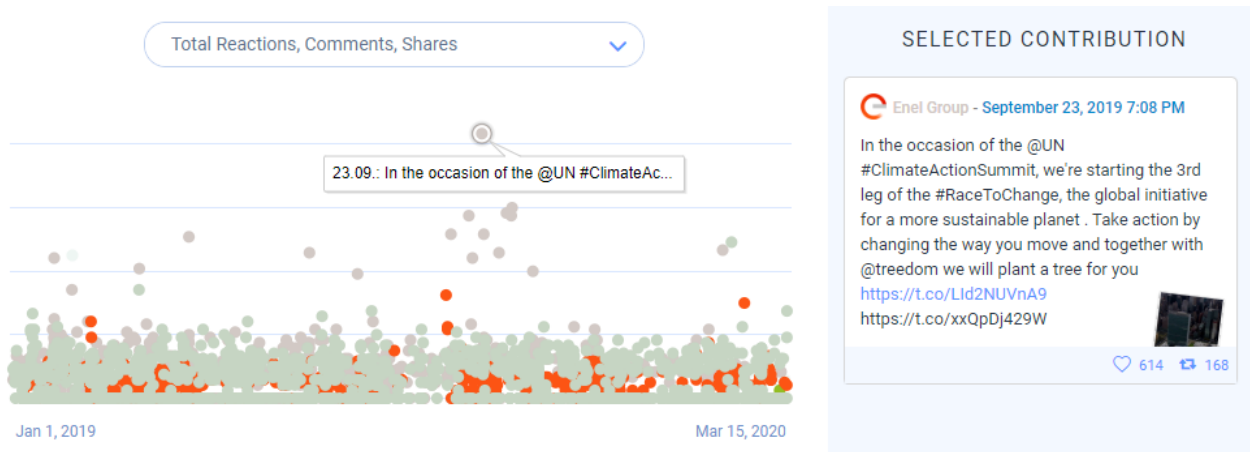 Total Reactions, Comments, Shares
23.09.: In the occasion of the @UN #ClimateAc...
Jan 1, 2019
Mar 15, 2020
SELECTED CONTRIBUTION
Enel Group - September 23, 2019 7:08 PM
In the occasion of the @UN
#ClimateActionSummit, we're starting the 3rd
leg of the #RaceToChange, the global initiative
for a more sustainable planet . Take action by
changing the way you move and together with
@treedom we will plant a tree for you
https://t.co/LId2NUVnA9
https://t.co/xxQpDj429W
614 168